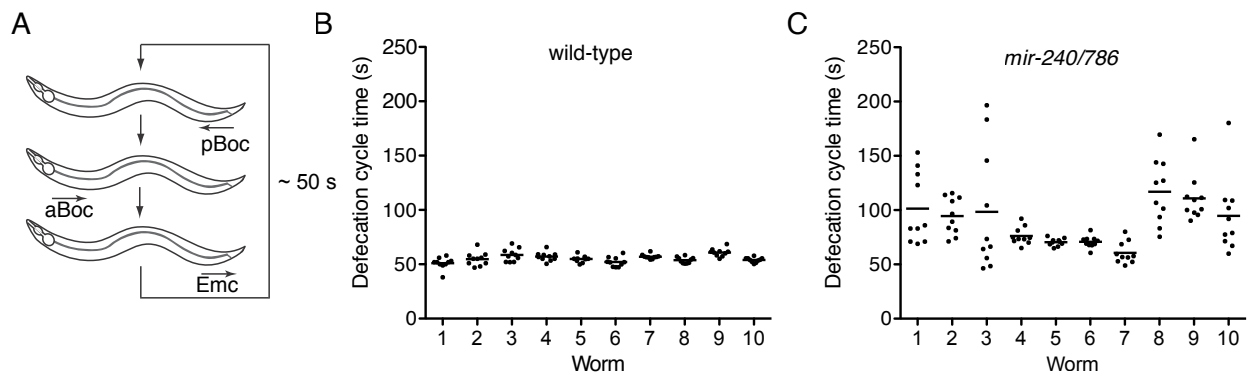 A
pBoc
aBoc
Emc
~ 50 s
B
wild-type
Defecation cycle time (s)
250
200
150
100
50
0
1 2 3 4 5 6 7 8 9 10
Worm
C
mir-240/786
Defecation cycle time (s)
250
200
150
100
50
0
1 2 3 4 5 6 7 8 9 10
Worm